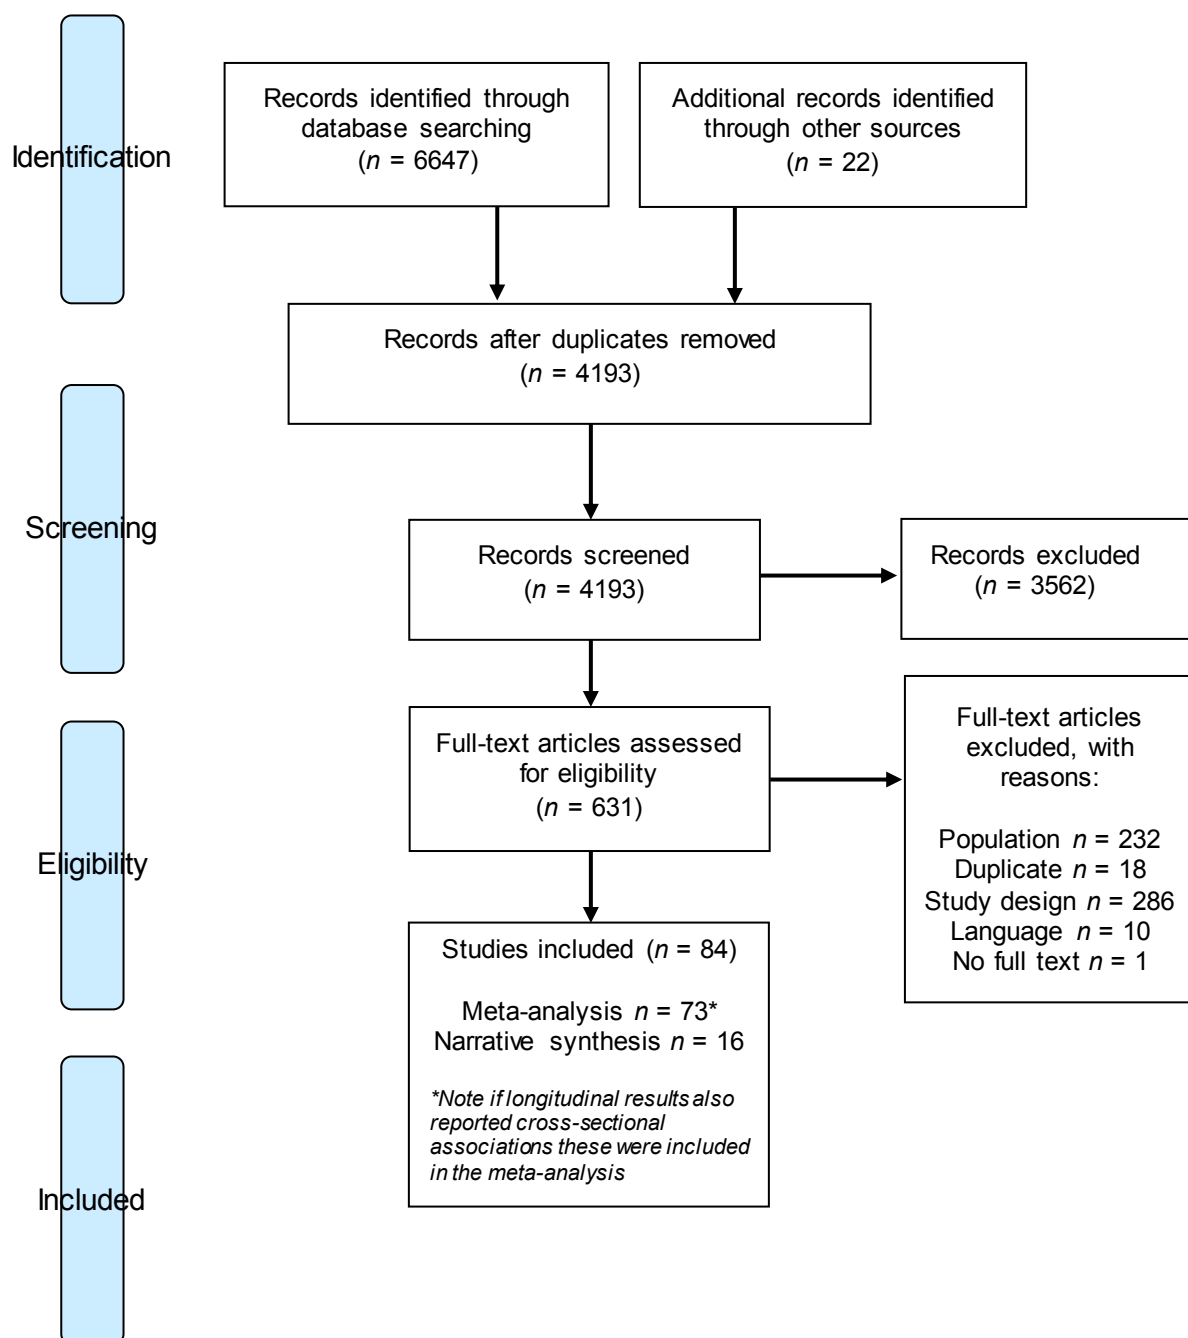 Identification
Records identified through
database searching
(n = 6647)
Additional records identified
through other sources
(n = 22)
Records after duplicates removed
(n = 4193)
Screening
Records screened
(n = 4193)
Records excluded
(n = 3562)
Full-text articles assessed
for eligibility
(n = 631)
Full-text articles
excluded, with
reasons:
Population n = 232
Duplicate n = 18
Study design n = 286
Language n = 10
No full text n = 1
Eligibility
Studies included (n = 84)
Meta-analysis n = 73*
Narrative synthesis n = 16
*Note if longitudinal results also
reported cross-sectional
associations these were included
in the meta-analysis
Included